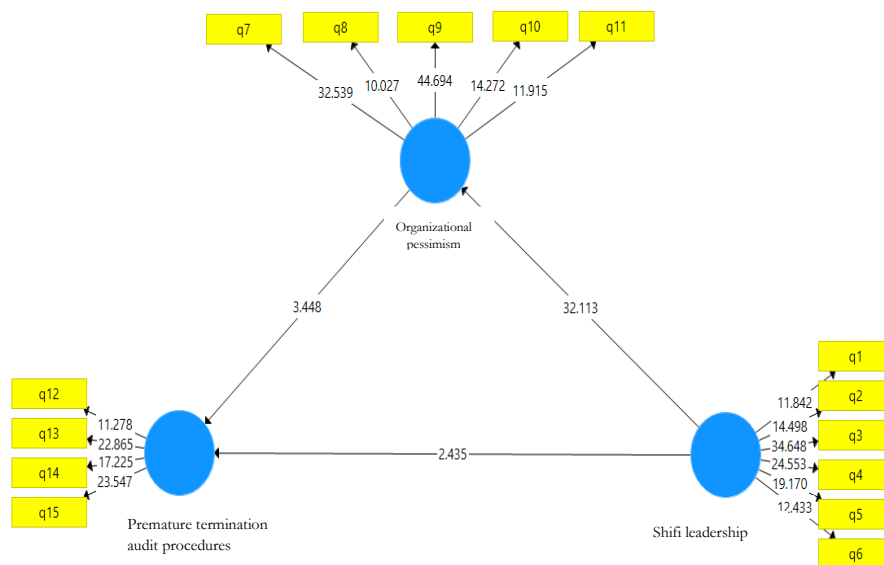 q7
q8
q9
q10
q11
32.539
10.027
44.694
14.272
11.915
Organizational
pessimism
3.448
32.113
q12
q13
q14
q15
11.278
22.865
17.225
23.547
2.435
q1
q2
q3
q4
q5
q6
11.842
14.498
34.648
24.553
19.170
12.433
Premature termination
audit procedures
Shifi leadership